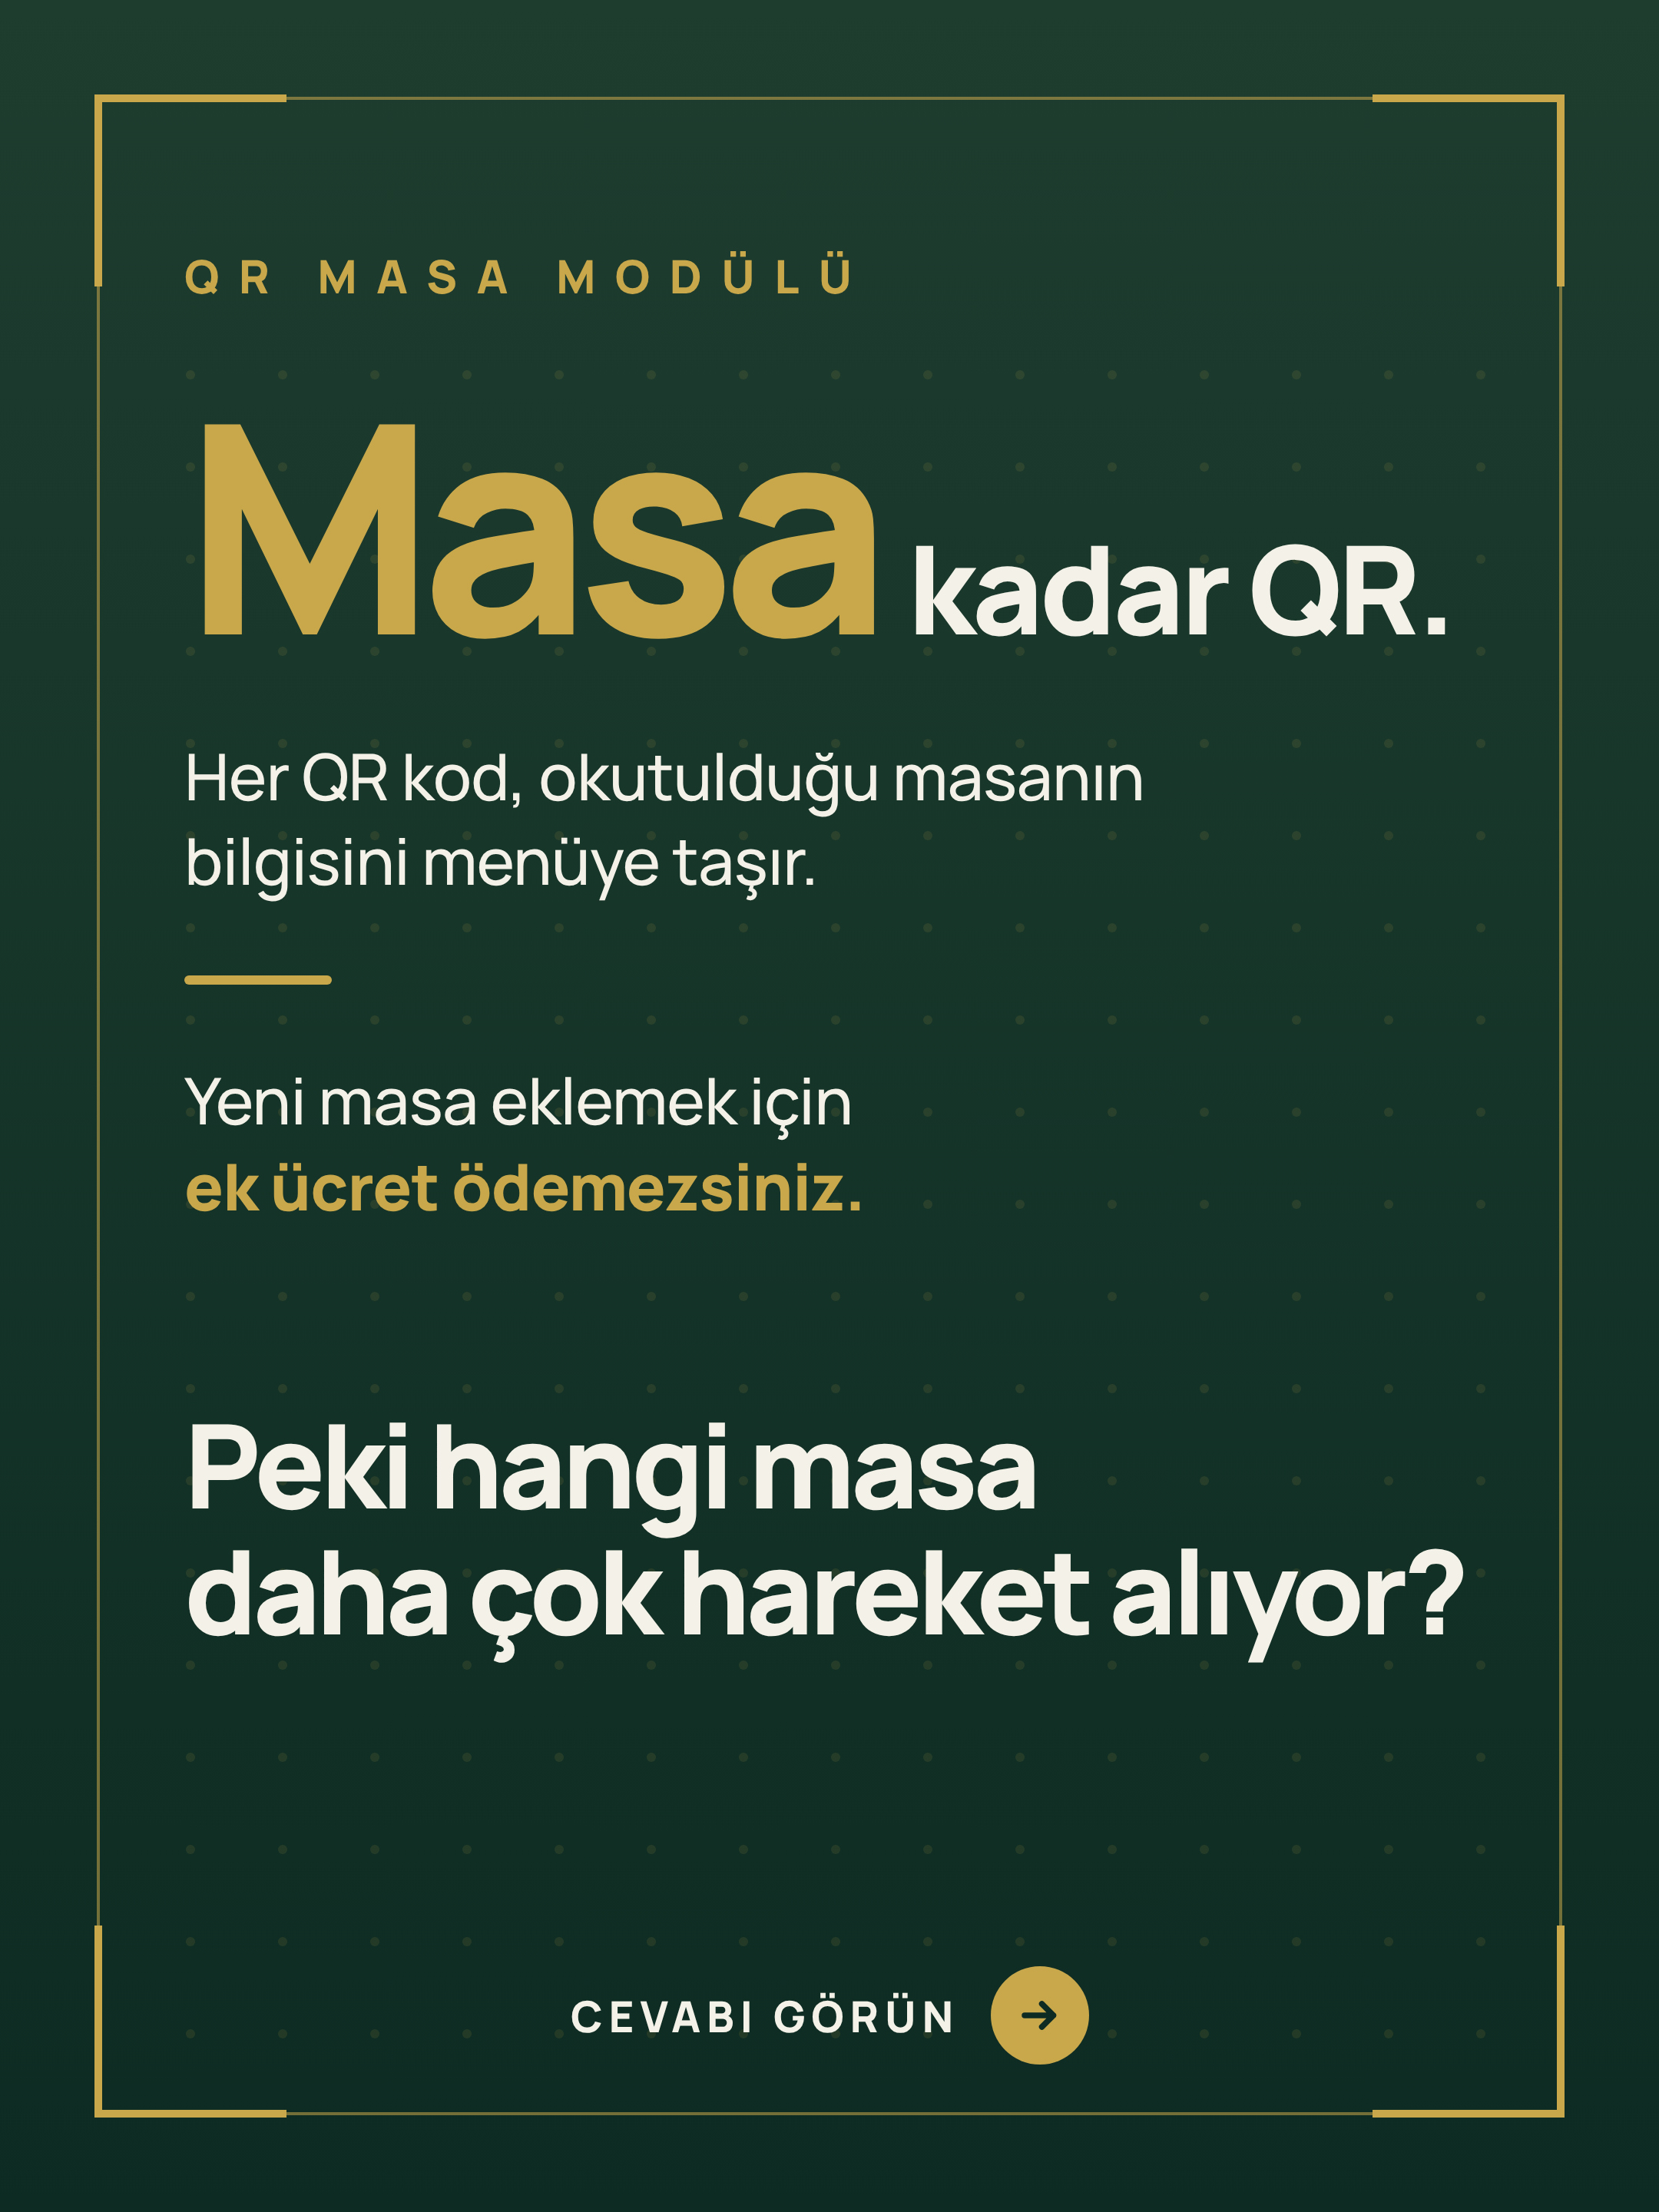 QR MASA MODÜLÜ
Masa kadar QR.
Her QR kod, okutulduğu masanın
bilgisini menüye taşır.
Yeni masa eklemek için
ek ücret ödemezsiniz.
Peki hangi masa
daha çok hareket alıyor?
CEVABI GÖRÜN